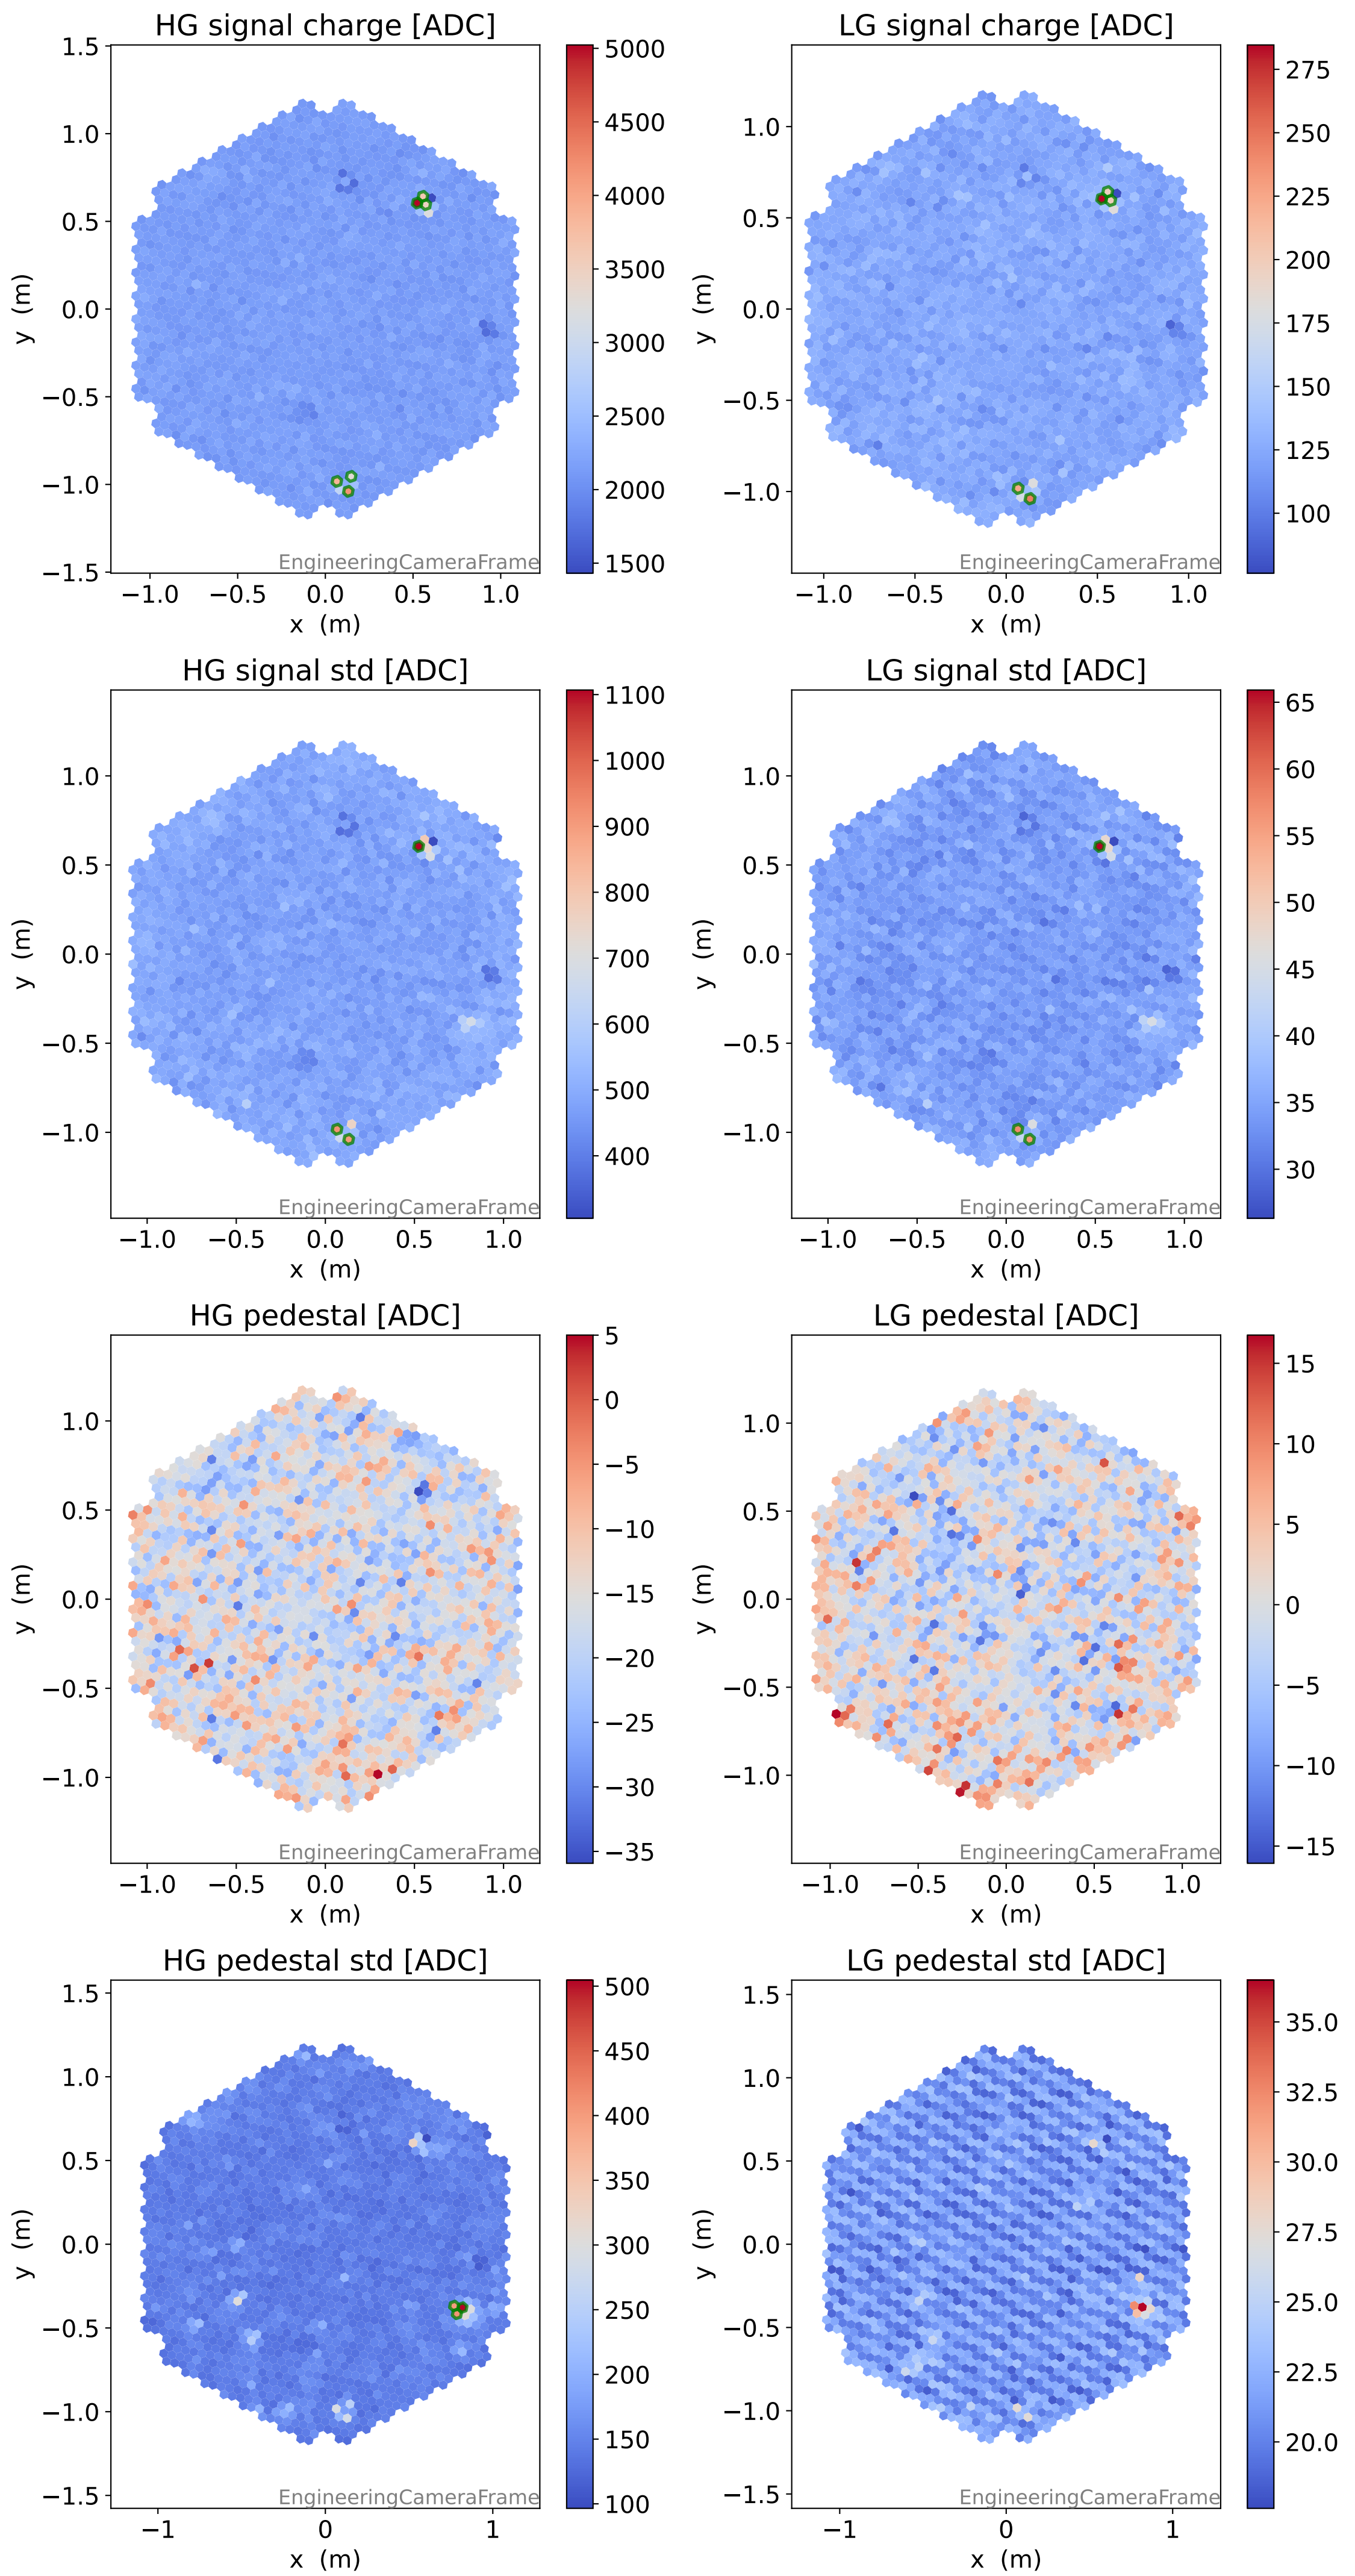 HG signal charge [ADC]
1.5
1.0
0.5
0.0
−0.5
−1.0
−1.5
y (m)
−1.0 −0.5 0.0 0.5 1.0
x (m)
EngineeringCameraFrame
5000
4500
4000
3500
3000
2500
2000
1500
LG signal charge [ADC]
1.0
0.5
0.0
−0.5
−1.0
y (m)
−1.0 −0.5 0.0 0.5 1.0
x (m)
EngineeringCameraFrame
275
250
225
200
175
150
125
100
HG signal std [ADC]
1.0
0.5
0.0
−0.5
−1.0
y (m)
−1.0 −0.5 0.0 0.5 1.0
x (m)
EngineeringCameraFrame
1100
1000
900
800
700
600
500
400
LG signal std [ADC]
1.0
0.5
0.0
−0.5
−1.0
y (m)
−1.0 −0.5 0.0 0.5 1.0
x (m)
EngineeringCameraFrame
65
60
55
50
45
40
35
30
HG pedestal [ADC]
1.0
0.5
0.0
−0.5
−1.0
y (m)
−1.0 −0.5 0.0 0.5 1.0
x (m)
EngineeringCameraFrame
5
0
−5
−10
−15
−20
−25
−30
−35
LG pedestal [ADC]
1.0
0.5
0.0
−0.5
−1.0
y (m)
−1.0 −0.5 0.0 0.5 1.0
x (m)
EngineeringCameraFrame
15
10
5
0
−5
−10
−15
HG pedestal std [ADC]
1.5
1.0
0.5
0.0
−0.5
−1.0
−1.5
y (m)
−1 0 1
x (m)
EngineeringCameraFrame
500
450
400
350
300
250
200
150
100
LG pedestal std [ADC]
1.5
1.0
0.5
0.0
−0.5
−1.0
−1.5
y (m)
−1 0 1
x (m)
EngineeringCameraFrame
35.0
32.5
30.0
27.5
25.0
22.5
20.0